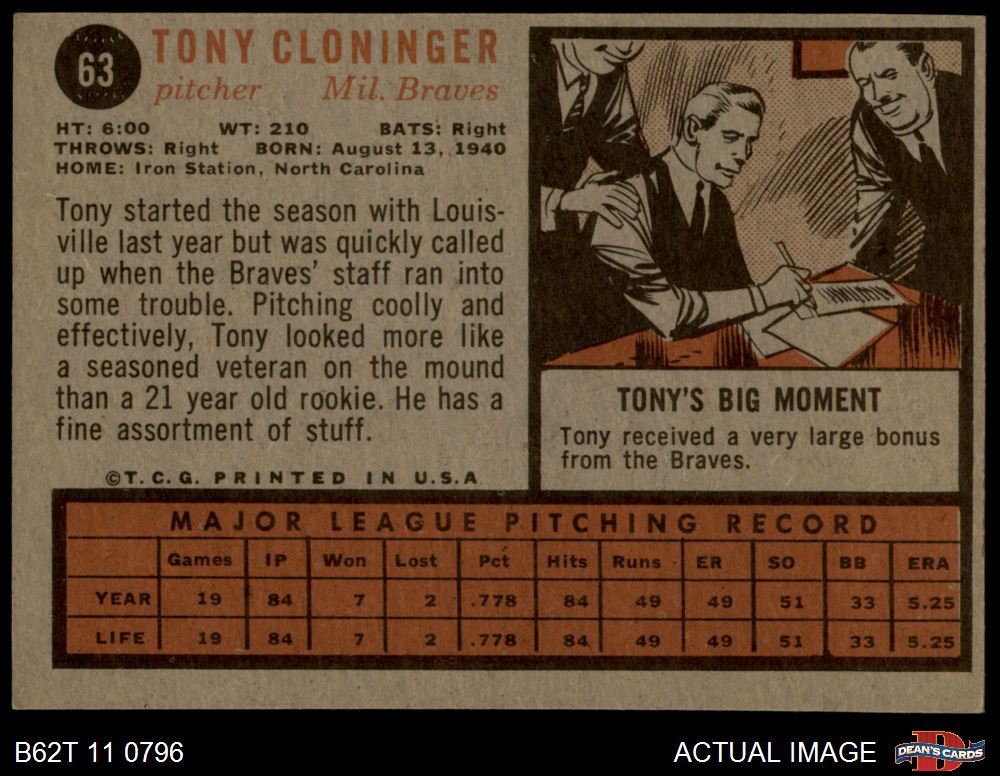 63
TONY CLONINGER
pitcher Mil. Braves
HT: 6:00 WT: 210 BATS: Right
THROWS: Right BORN: August 13, 1940
HOME: Iron Station, North Carolina
Tony started the season with Louis-
ville last year but was quickly called
up when the Braves' staff ran into
some trouble. Pitching coolly and
effectively, Tony looked more like
a seasoned veteran on the mound
than a 21 year old rookie. He has a
fine assortment of stuff.
©T.C.G. PRINTED IN U.S.A.
TONY'S BIG MOMENT
Tony received a very large bonus
from the Braves.
MAJOR LEAGUE PITCHING RECORD
Games IP Won Lost Pct Hits Runs ER SO BB ERA
YEAR 19 84 7 2 .778 84 49 49 51 33 5.25
LIFE 19 84 7 2 .778 84 49 49 51 33 5.25
B62T 11 0796 ACTUAL IMAGE DEAN'S CARDS